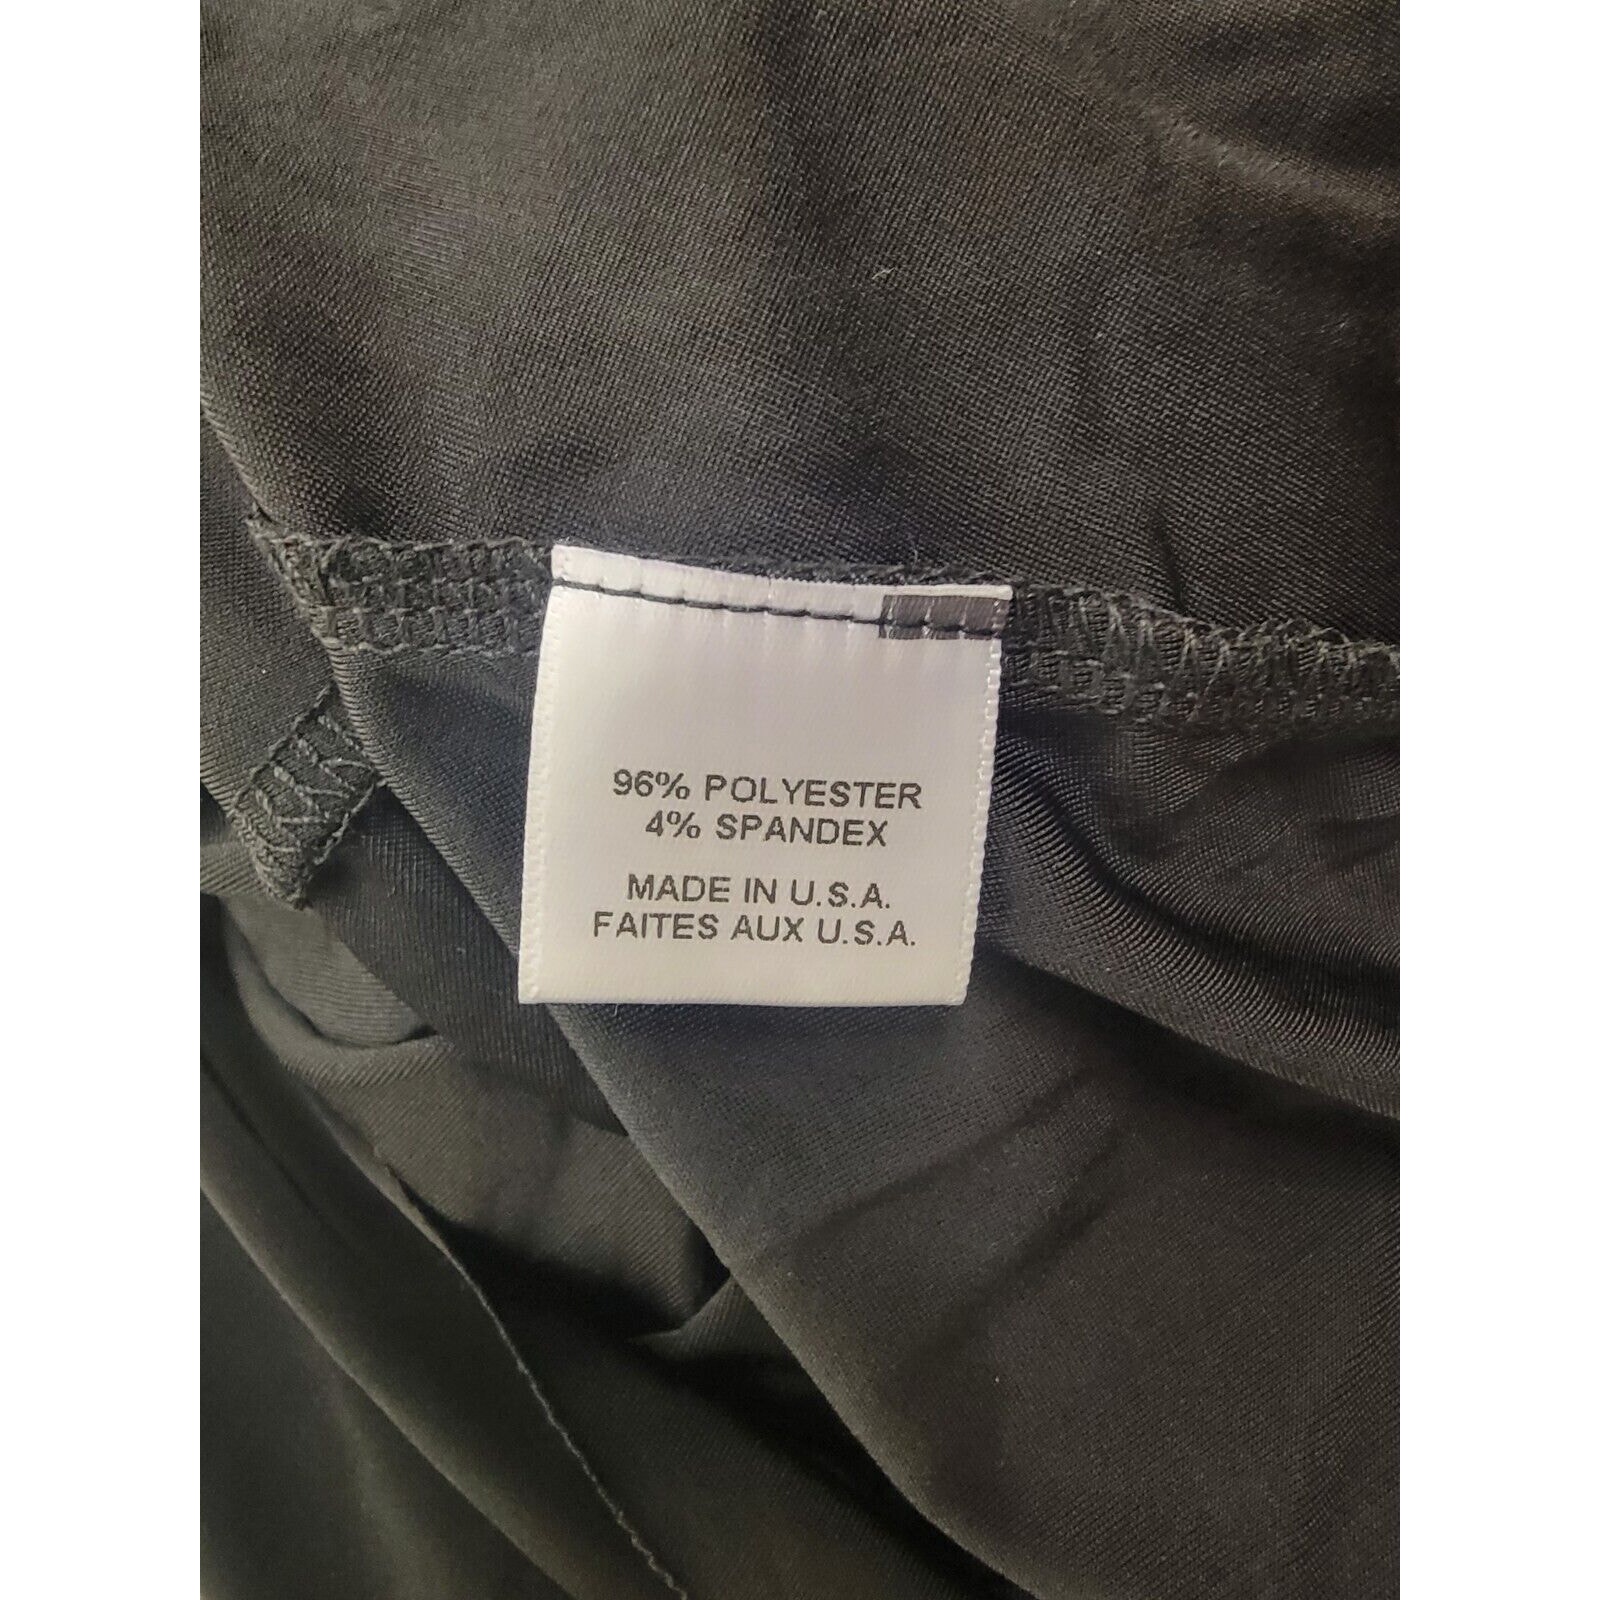 96% POLYESTER
4% SPANDEX
MADE IN U.S.A.
FAITES AUX U.S.A.